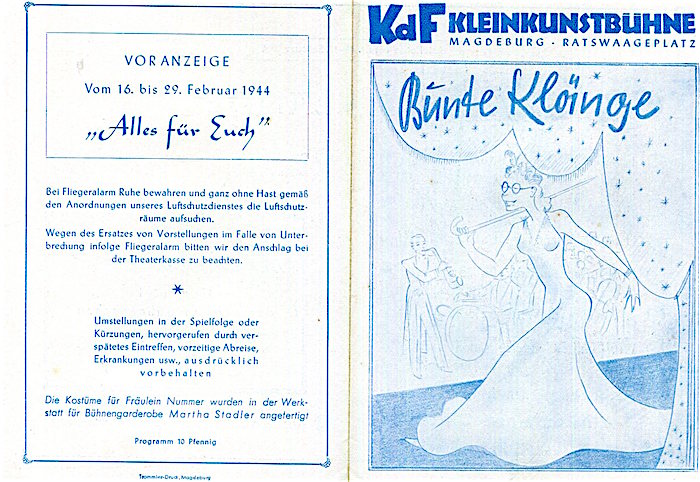 VORANZEIGE
Vom 16. bis 29. Februar 1944
„Alles für Euch“
Bei Fliegeralarm Ruhe bewahren und ganz ohne Hast gemäß
den Anordnungen unseres Luftschutzdienstes die Luftschutz-
räume aufsuchen.
Wegen des Ersatzes von Vorstellungen im Falle von Unter-
brechung infolge Fliegeralarm bitten wir den Anschlag bei
der Theaterkasse zu beachten.
*
Umstellungen in der Spielfolge oder
Kürzungen, hervorgerufen durch ver-
spätetes Eintreffen, vorzeitige Abreise,
Erkrankungen usw., ausdrücklich
vorbehalten
Die Kostüme für Fräulein Nummer wurden in der Werk-
statt für Bühnengarderobe Martha Stadler angefertigt
Programm 10 Pfennig
Trommler-Druck, Magdeburg
KdF KLEINKUNSTBÜHNE
MAGDEBURG · RATSWAAGEPLATZ
Bunte Klänge